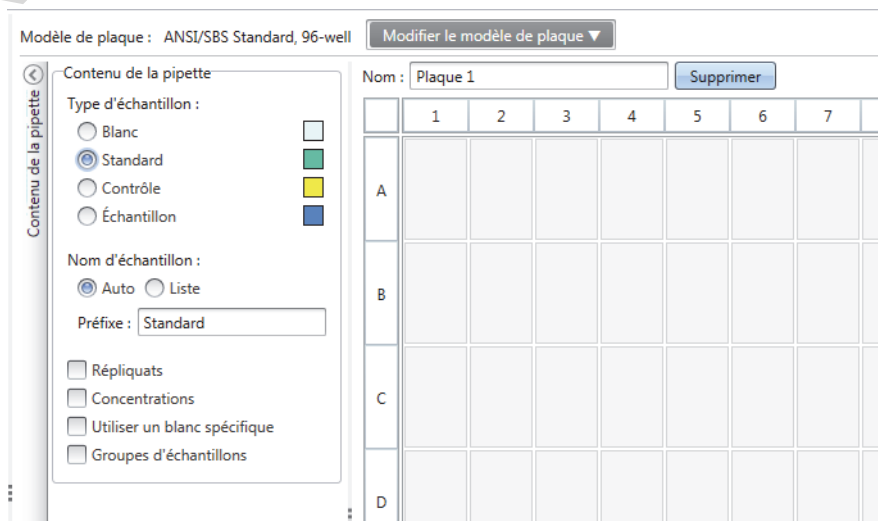 Modèle de plaque : ANSI/SBS Standard, 96-well Modifier le modèle de plaque ▼
Contenu de la pipette
Contenu de la pipette
Type d'échantillon :
Blanc
Standard
Contrôle
Échantillon
Nom d'échantillon :
Auto Liste
Préfixe : Standard
Répliquats
Concentrations
Utiliser un blanc spécifique
Groupes d'échantillons
Nom : Plaque 1 Supprimer
1 2 3 4 5 6 7
A
B
C
D